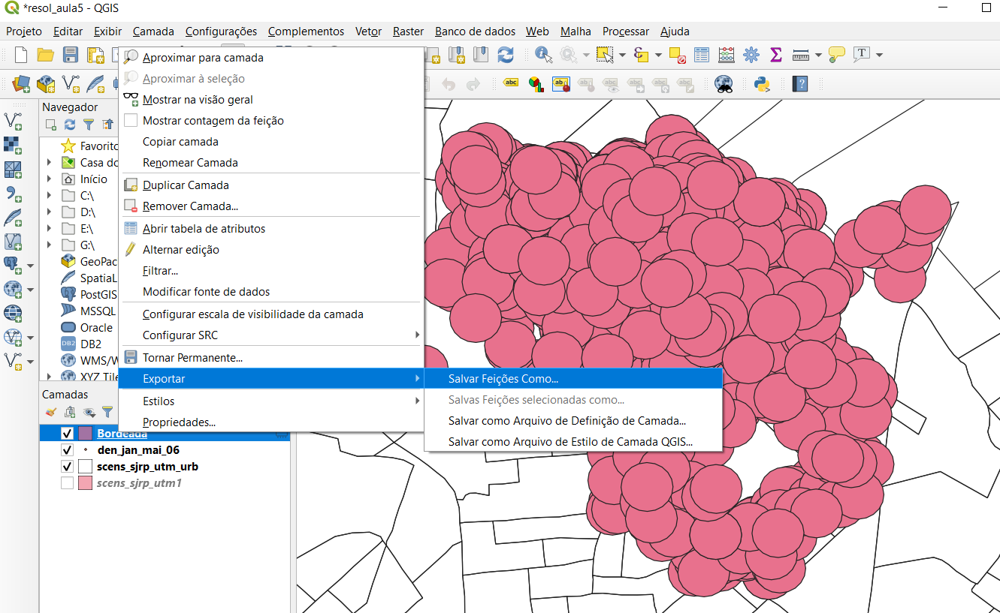 *resol_aula5 - QGIS
Projeto Editar Exibir Camada Configurações Complementos Vetor Raster Banco de dados Web Malha Processar Ajuda
Navegador
Favorito
Casa do
Início
C:\
D:\
E:\
G:\
GeoPac
SpatiaL
PostGIS
MSSQL
Oracle
DB2
WMS/W
XYZ Tile
Aproximar para camada
Aproximar à seleção
Mostrar na visão geral
Mostrar contagem da feição
Copiar camada
Renomear Camada
Duplicar Camada
Remover Camada...
Abrir tabela de atributos
Alternar edição
Filtrar...
Modificar fonte de dados
Configurar escala de visibilidade da camada
Configurar SRC
Tornar Permanente...
Exportar
Estilos
Propriedades...
Salvar Feições Como...
Salvas Feições selecionadas como...
Salvar como Arquivo de Definição de Camada...
Salvar como Arquivo de Estilo de Camada QGIS...
Camadas
Bordeada
den_jan_mai_06
scens_sjrp_utm_urb
scens_sjrp_utm1